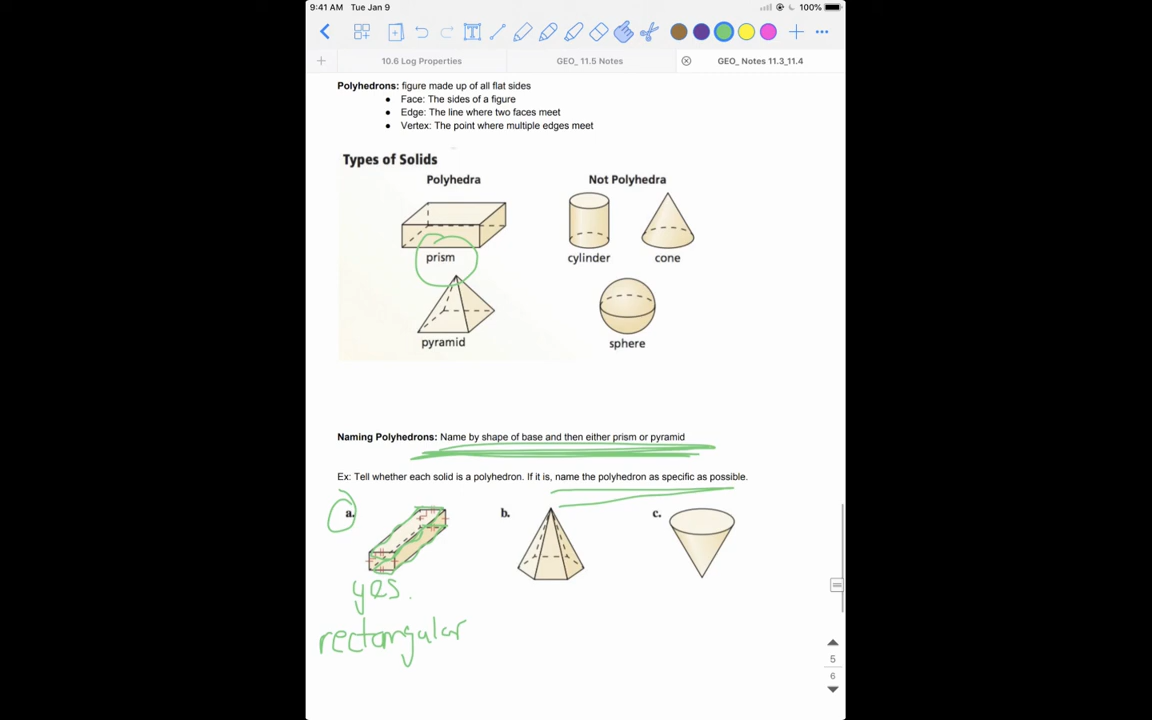 9:41 AM Tue Jan 9
100%
10.6 Log Properties
GEO_ 11.5 Notes
GEO_ Notes 11.3_11.4
Polyhedrons: figure made up of all flat sides
● Face: The sides of a figure
● Edge: The line where two faces meet
● Vertex: The point where multiple edges meet
Types of Solids
Polyhedra
Not Polyhedra
prism
cylinder
cone
pyramid
sphere
Naming Polyhedrons: Name by shape of base and then either prism or pyramid
Ex: Tell whether each solid is a polyhedron. If it is, name the polyhedron as specific as possible.
a.
b.
c.
yes.
rectangular
5
6